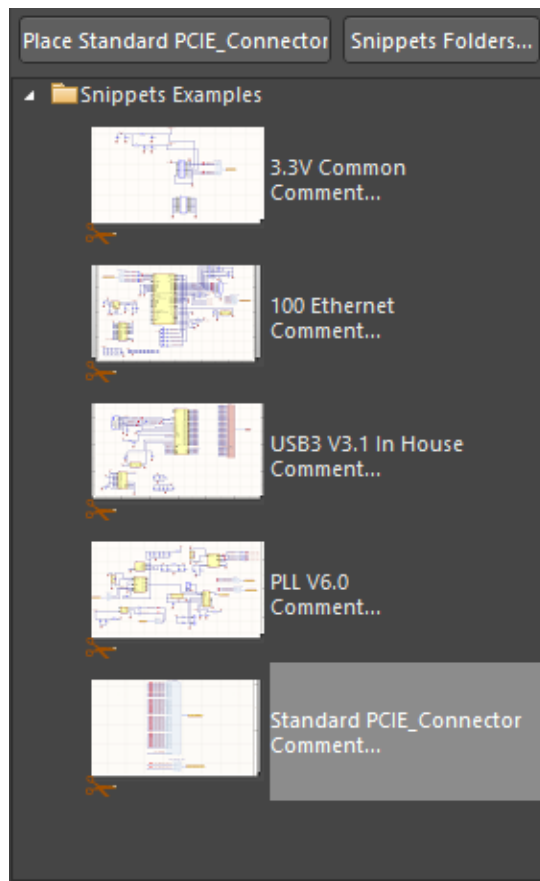 Place Standard PCIE_Connector
Snippets Folders...
Snippets Examples
3.3V Common
Comment...
100 Ethernet
Comment...
USB3 V3.1 In House
Comment...
PLL V6.0
Comment...
Standard PCIE_Connector
Comment...